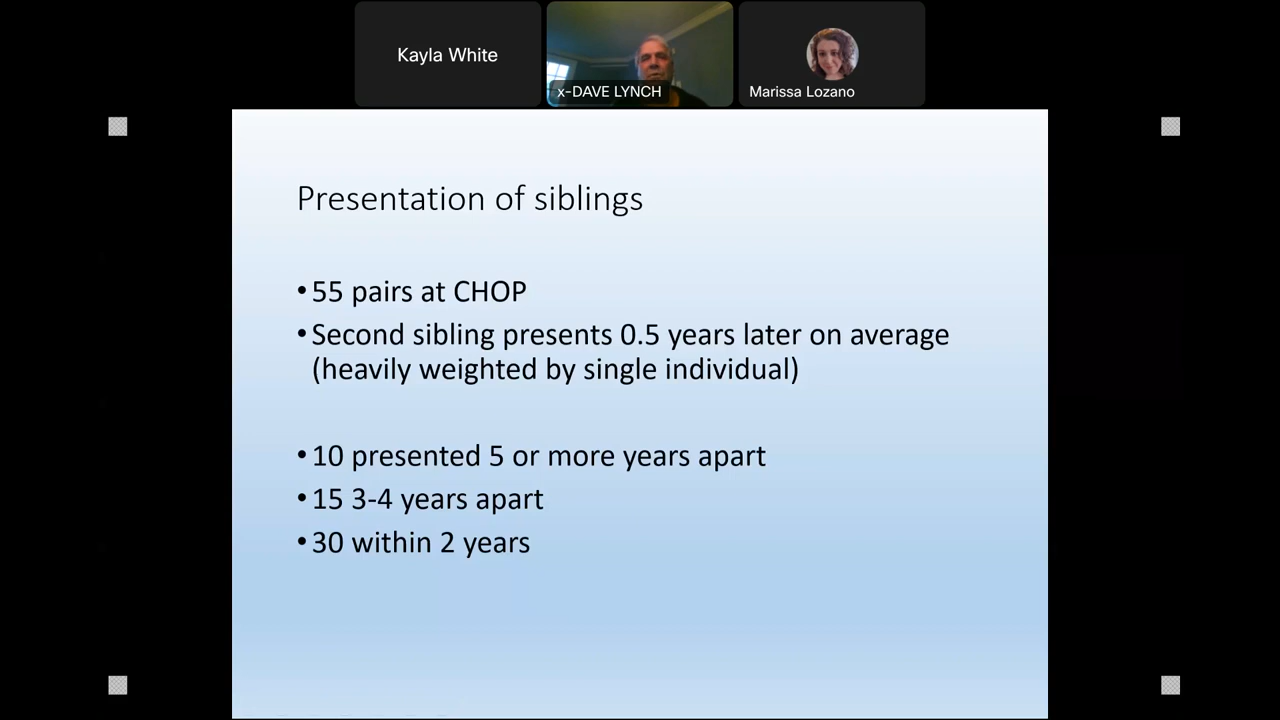 Kayla White
x-DAVE LYNCH
Marissa Lozano
Presentation of siblings
•55 pairs at CHOP
•Second sibling presents 0.5 years later on average
(heavily weighted by single individual)
•10 presented 5 or more years apart
•15 3-4 years apart
•30 within 2 years